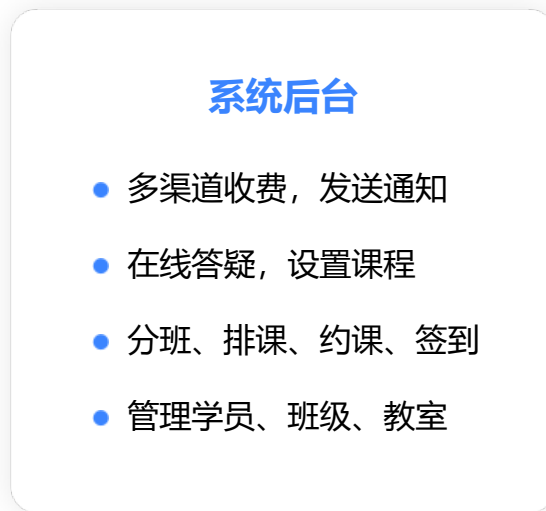 系统后台
多渠道收费，发送通知
在线答疑，设置课程
分班、排课、约课、签到
管理学员、班级、教室